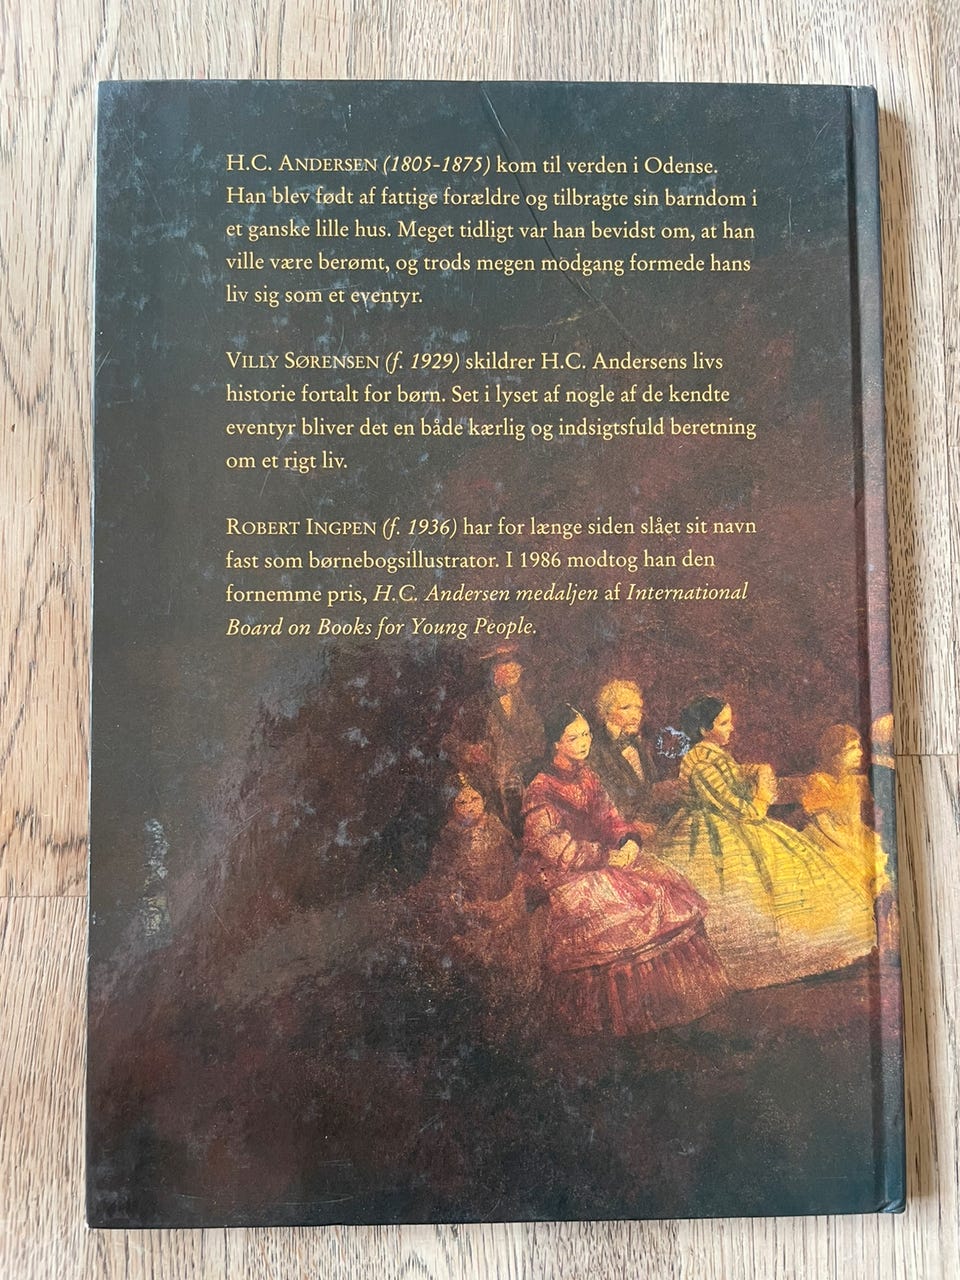 H.C. ANDERSEN (1805-1875) kom til verden i Odense.
Han blev født af fattige forældre og tilbragte sin barndom i
et ganske lille hus. Meget tidligt var han bevidst om, at han
ville være berømt, og trods megen modgang formede hans
liv sig som et eventyr.
VILLY SØRENSEN (f. 1929) skildrer H.C. Andersens livs
historie fortalt for børn. Set i lyset af nogle af de kendte
eventyr bliver det en både kærlig og indsigtsfuld beretning
om et rigt liv.
ROBERT INGPEN (f. 1936) har for længe siden slået sit navn
fast som børnebogsillustrator. I 1986 modtog han den
fornemme pris, H.C. Andersen medaljen af International
Board on Books for Young People.